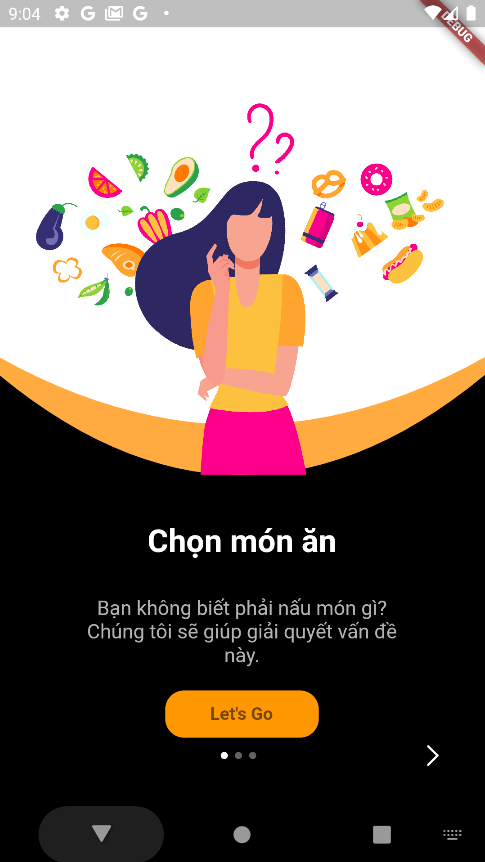 9:04
DEBUG
Chọn món ăn
Bạn không biết phải nấu món gì?
Chúng tôi sẽ giúp giải quyết vấn đề
này.
Let's Go